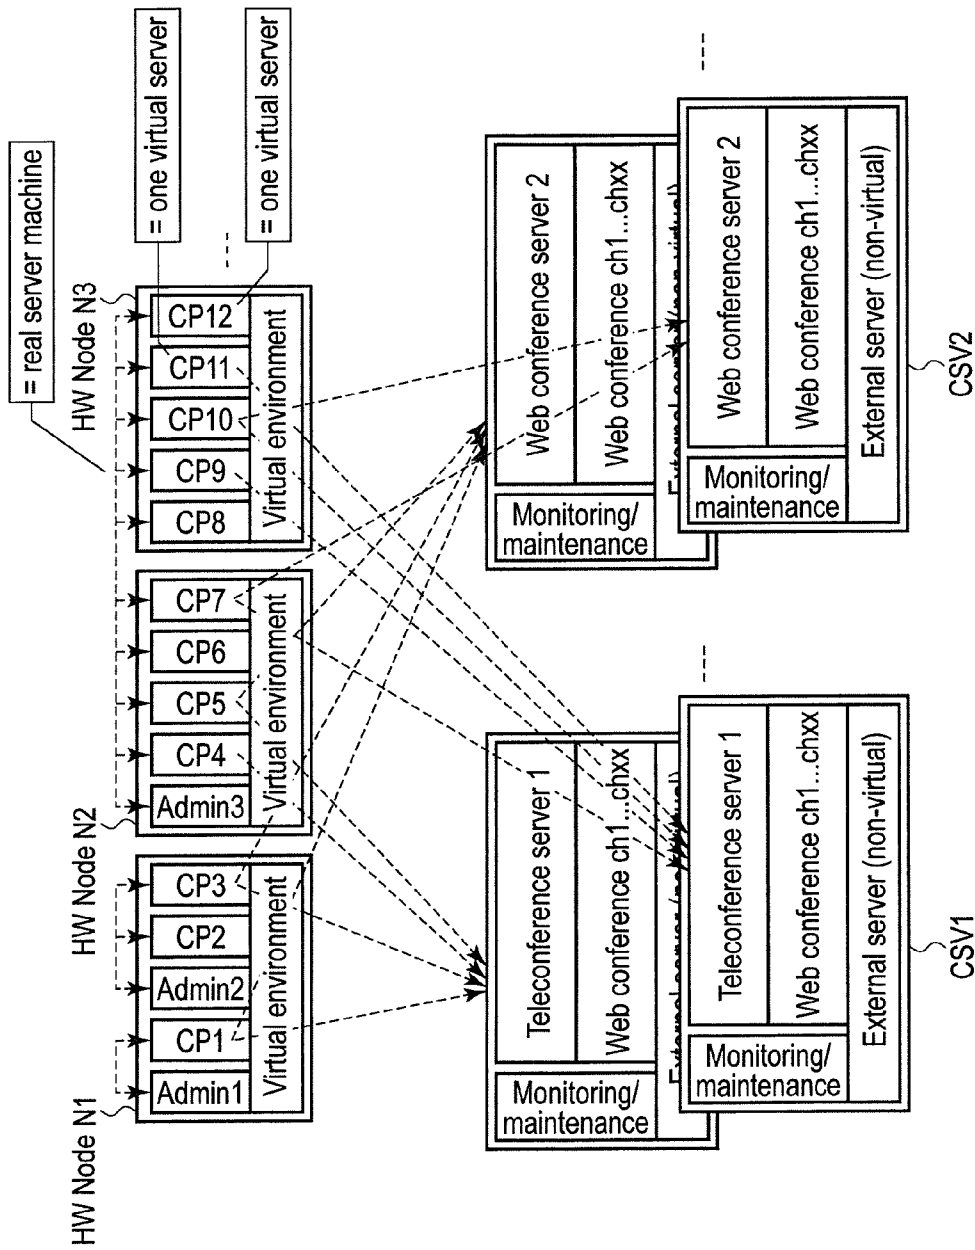 HW Node N1
HW Node N2
HW Node N3
= real server machine
= one virtual server
= one virtual server
Admin1
CP1
Admin2
CP2
CP3
Virtual environment
Admin3
CP4
CP5
CP6
CP7
Virtual environment
CP8
CP9
CP10
CP11
CP12
Virtual environment
Monitoring/
maintenance
Teleconference server 1
Web conference ch1...chxx
Monitoring/
maintenance
Teleconference server 1
Web conference ch1...chxx
External server (non-virtual)
CSV1
Monitoring/
maintenance
Web conference server 2
Web conference ch1...chxx
External server (non-virtual)
Monitoring/
maintenance
Web conference server 2
Web conference ch1...chxx
External server (non-virtual)
CSV2